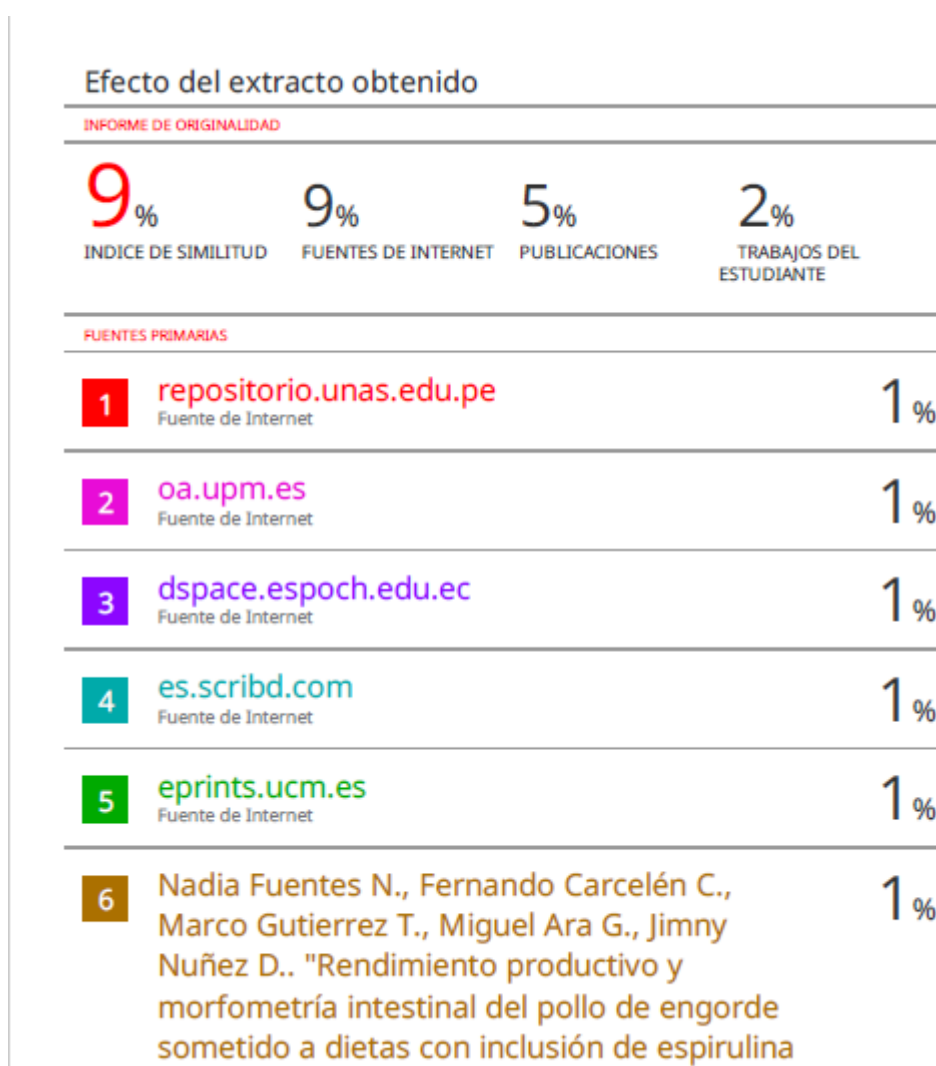 Efecto del extracto obtenido
INFORME DE ORIGINALIDAD
9%
9%
5%
2%
INDICE DE SIMILITUD
FUENTES DE INTERNET
PUBLICACIONES
TRABAJOS DEL
ESTUDIANTE
FUENTES PRIMARIAS
1 repositorio.unas.edu.pe 1%
Fuente de Internet
2 oa.upm.es 1%
Fuente de Internet
3 dspace.espoch.edu.ec 1%
Fuente de Internet
4 es.scribd.com 1%
Fuente de Internet
5 eprints.ucm.es 1%
Fuente de Internet
6 Nadia Fuentes N., Fernando Carcelén C., 1%
Marco Gutierrez T., Miguel Ara G., Jimny
Nuñez D.. "Rendimiento productivo y
morfometría intestinal del pollo de engorde
sometido a dietas con inclusión de espirulina